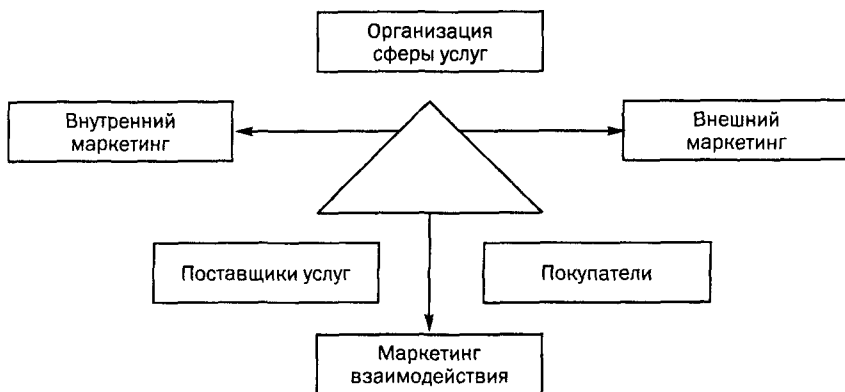 Организация
сферы услуг
Внутренний
маркетинг
Внешний
маркетинг
Поставщики услуг
Покупатели
Маркетинг
взаимодействия